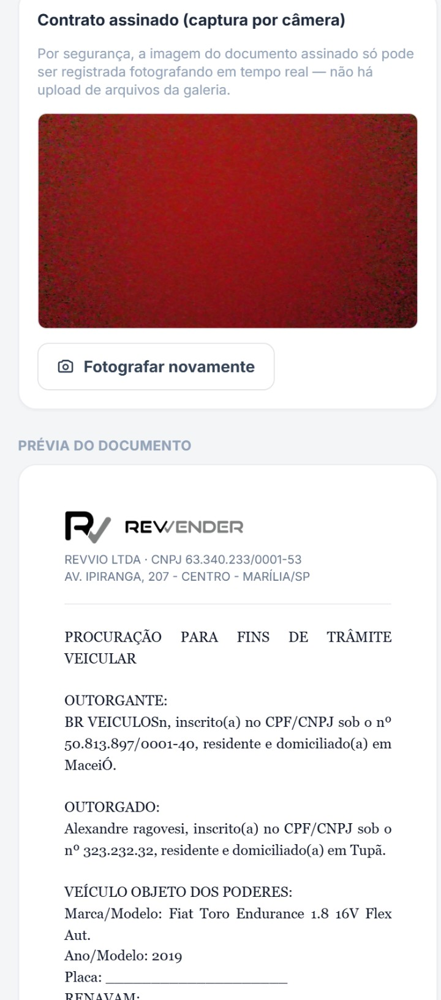 Contrato assinado (captura por câmera)
Por segurança, a imagem do documento assinado só pode
ser registrada fotografando em tempo real — não há
upload de arquivos da galeria.
Fotografar novamente
PRÉVIA DO DOCUMENTO
RV REVVENDER
REVVIO LTDA · CNPJ 63.340.233/0001-53
AV. IPIRANGA, 207 - CENTRO - MARÍLIA/SP
PROCURAÇÃO PARA FINS DE TRÂMITE
VEICULAR
OUTORGANTE:
BR VEICULOSn, inscrito(a) no CPF/CNPJ sob o nº
50.813.897/0001-40, residente e domiciliado(a) em
MaceiÓ.
OUTORGADO:
Alexandre ragovesi, inscrito(a) no CPF/CNPJ sob o
nº 323.232.32, residente e domiciliado(a) em Tupã.
VEÍCULO OBJETO DOS PODERES:
Marca/Modelo: Fiat Toro Endurance 1.8 16V Flex
Aut.
Ano/Modelo: 2019
Placa: ________________________
RENAVAM: